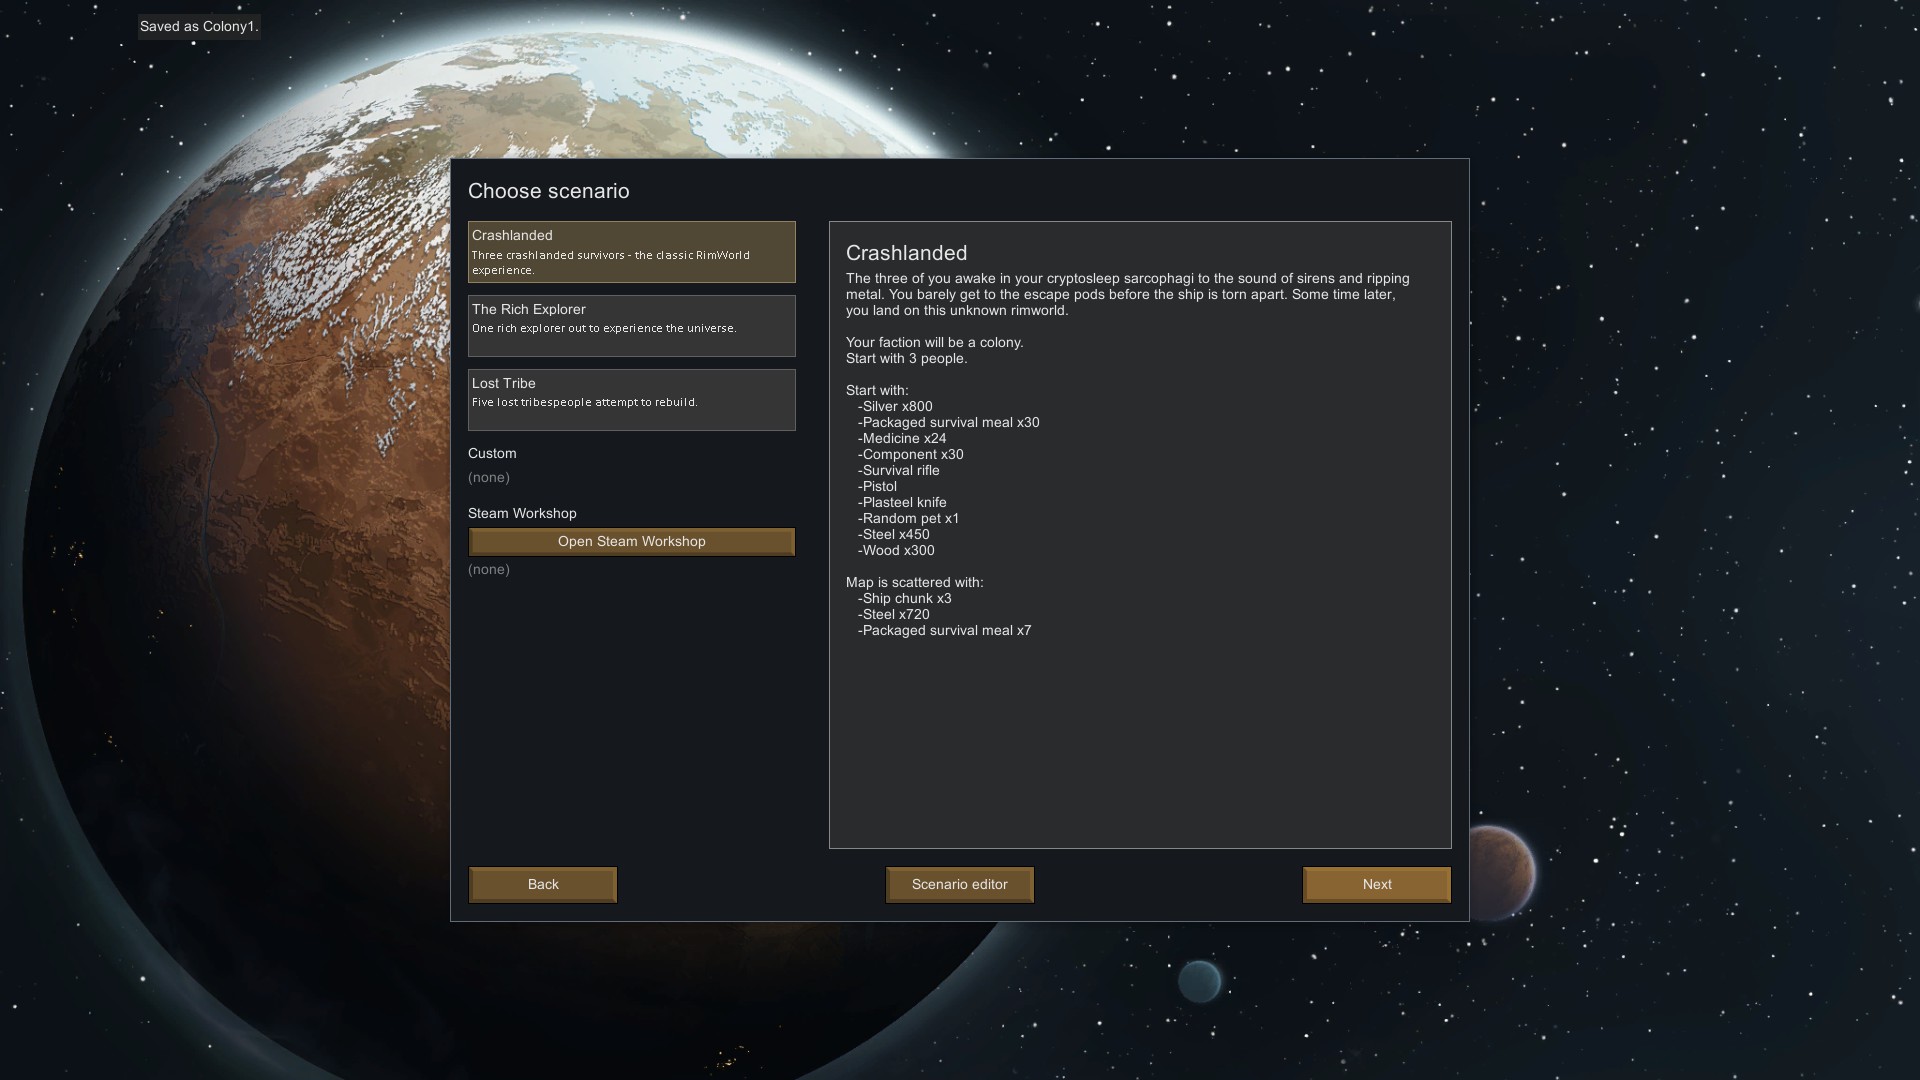 Saved as Colony1.
Choose scenario
Crashlanded
Three crashlanded survivors - the classic RimWorld
experience.
The Rich Explorer
One rich explorer out to experience the universe.
Lost Tribe
Five lost tribespeople attempt to rebuild.
Custom
(none)
Steam Workshop
Open Steam Workshop
(none)
Crashlanded
The three of you awake in your cryptosleep sarcophagi to the sound of sirens and ripping
metal. You barely get to the escape pods before the ship is torn apart. Some time later,
you land on this unknown rimworld.
Your faction will be a colony.
Start with 3 people.
Start with:
-Silver x800
-Packaged survival meal x30
-Medicine x24
-Component x30
-Survival rifle
-Pistol
-Plasteel knife
-Random pet x1
-Steel x450
-Wood x300
Map is scattered with:
-Ship chunk x3
-Steel x720
-Packaged survival meal x7
Back
Scenario editor
Next